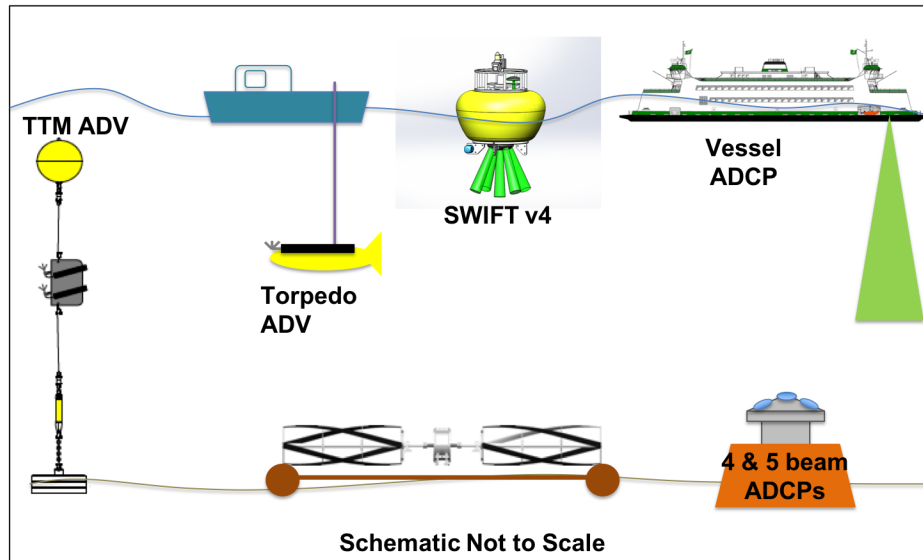 TTM ADV
SWIFT v4
Vessel
ADCP
Torpedo
ADV
4 & 5 beam
ADCPs
Schematic Not to Scale